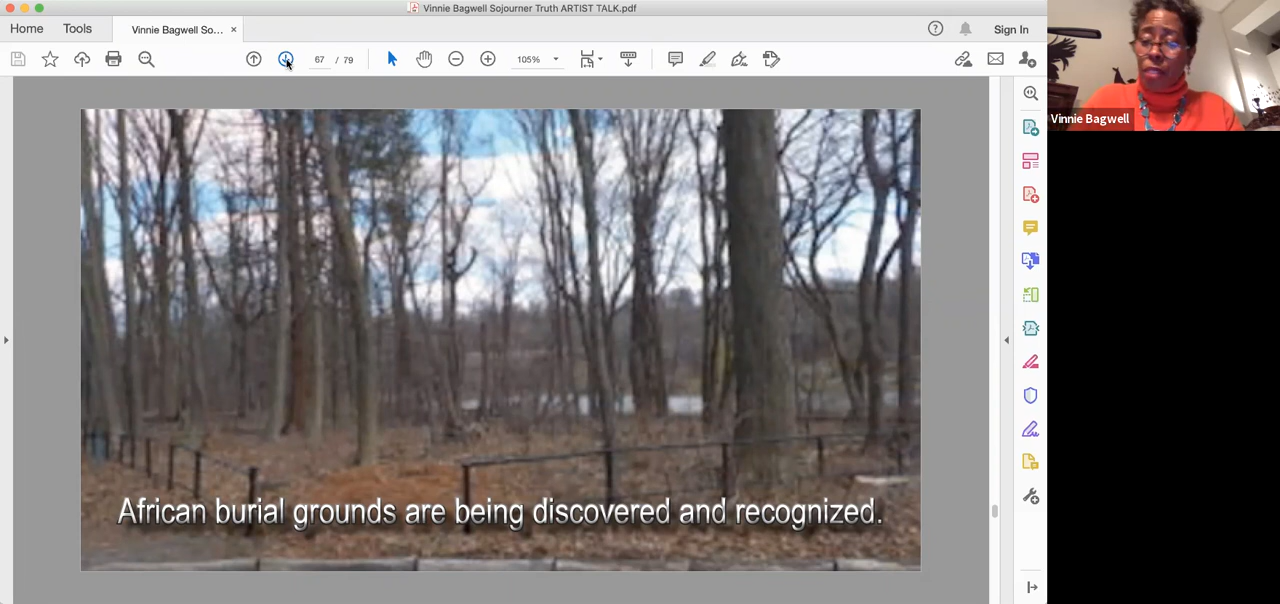 Vinnie Bagwell Sojourner Truth ARTIST TALK.pdf
Home
Tools
Vinnie Bagwell So...
Sign In
67 / 79
105%
Vinnie Bagwell
African burial grounds are being discovered and recognized.